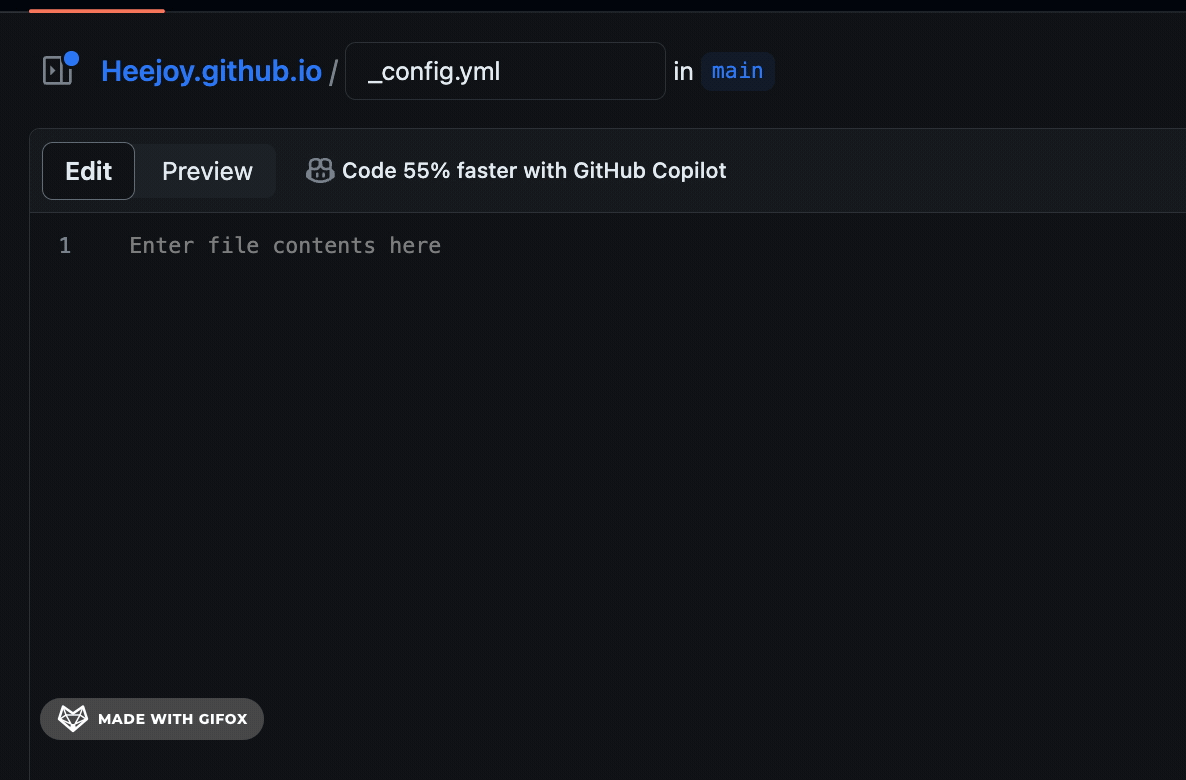 Heejoy.github.io / _config.yml in main
Edit Preview Code 55% faster with GitHub Copilot
1 Enter file contents here
MADE WITH GIFOX